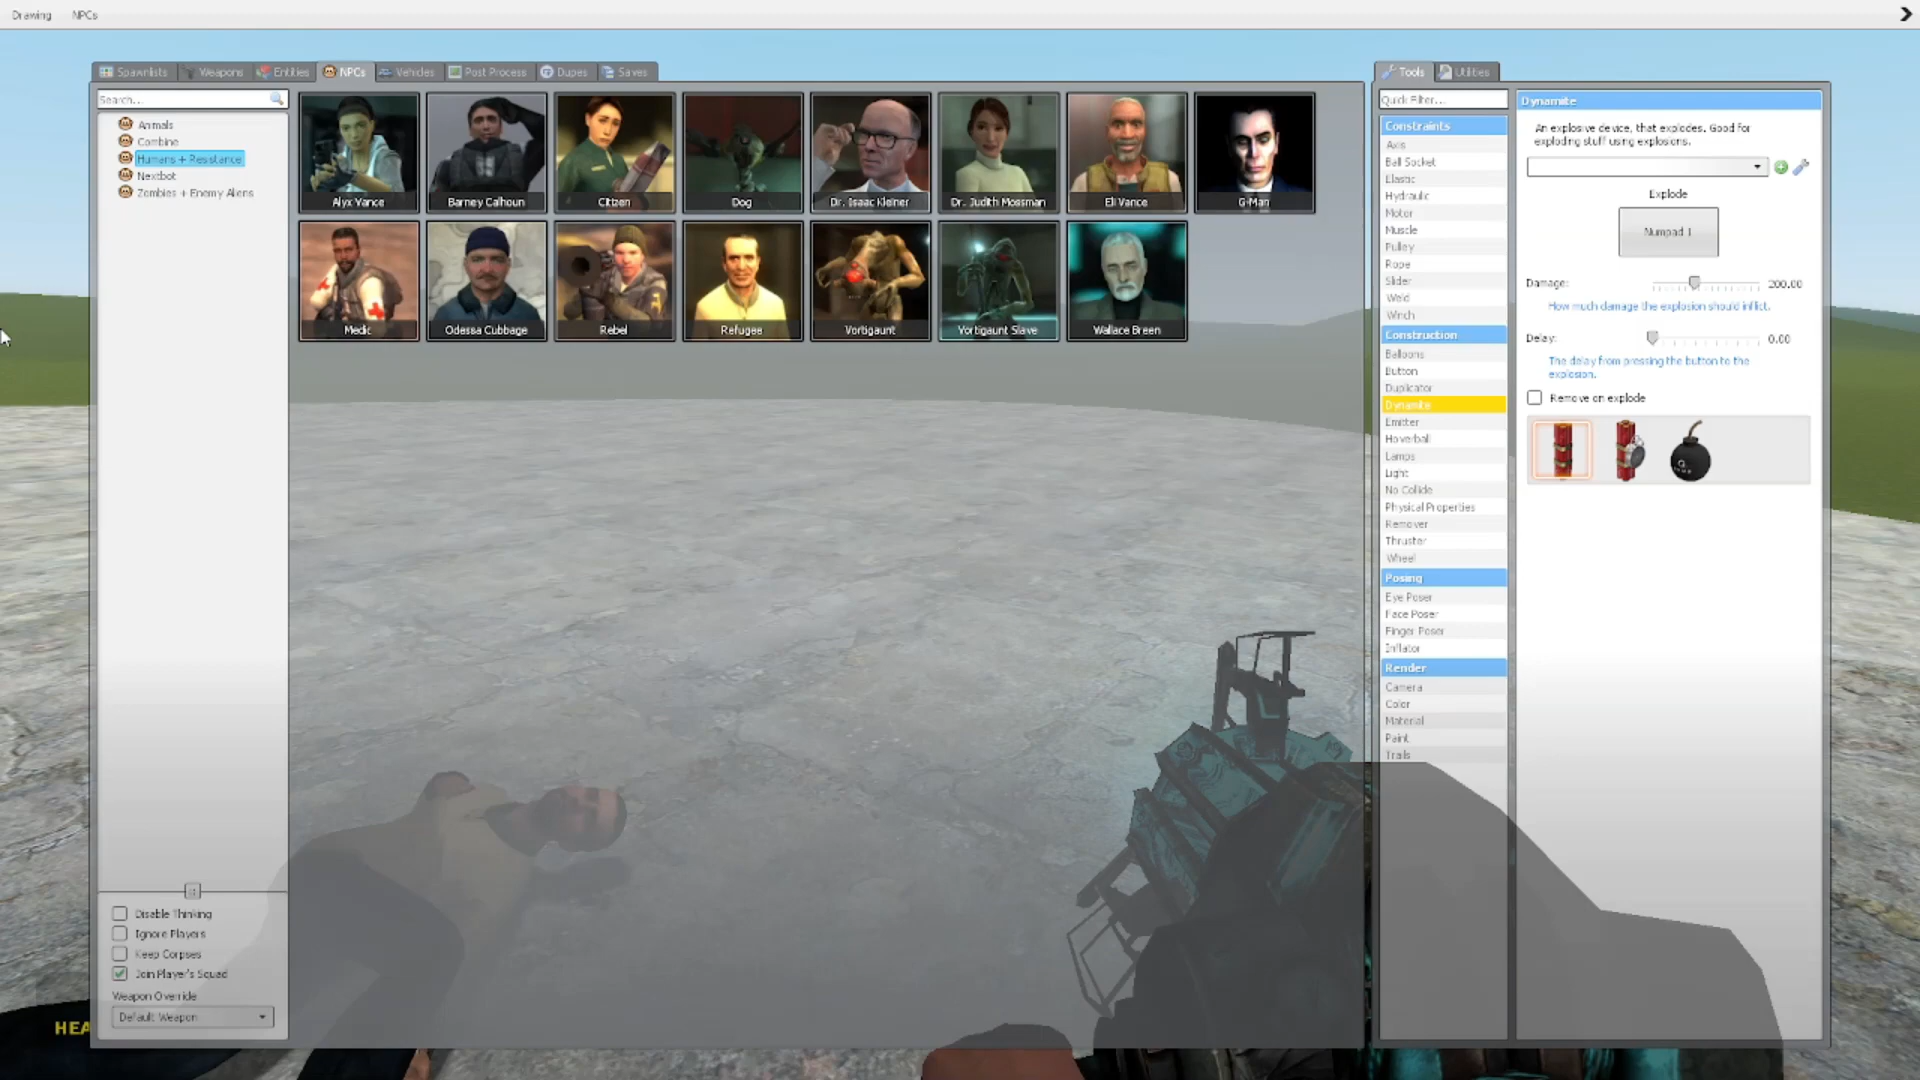 Drawing NPCs
Spawnlists Weapons Entities NPCs Vehicles Post Process Dupes Saves
Search...
Animals
Combine
Humans + Resistance
Nextbot
Zombies + Enemy Aliens
Alyx Vance Barney Calhoun Citizen Dog Dr. Isaac Kleiner Dr. Judith Mossman Eli Vance G-Man
Medic Odessa Cubbage Rebel Refugee Vortigaunt Vortigaunt Slave Wallace Breen
Disable Thinking
Ignore Players
Keep Corpses
Join Player's Squad
Weapon Override
Default Weapon
HEA
Tools Utilities
Quick Filter...
Constraints
Axis
Ball Socket
Elastic
Hydraulic
Motor
Muscle
Pulley
Rope
Slider
Weld
Winch
Construction
Balloons
Button
Duplicator
Dynamite
Emitter
Hoverball
Lamps
Light
No Collide
Physical Properties
Remover
Thruster
Wheel
Posing
Eye Poser
Face Poser
Finger Poser
Inflator
Render
Camera
Color
Material
Paint
Trails
Dynamite
An explosive device, that explodes. Good for
exploding stuff using explosions.
Explode
Numpad 1
Damage: 200.00
How much damage the explosion should inflict.
Delay: 0.00
The delay from pressing the button to the
explosion.
Remove on explode